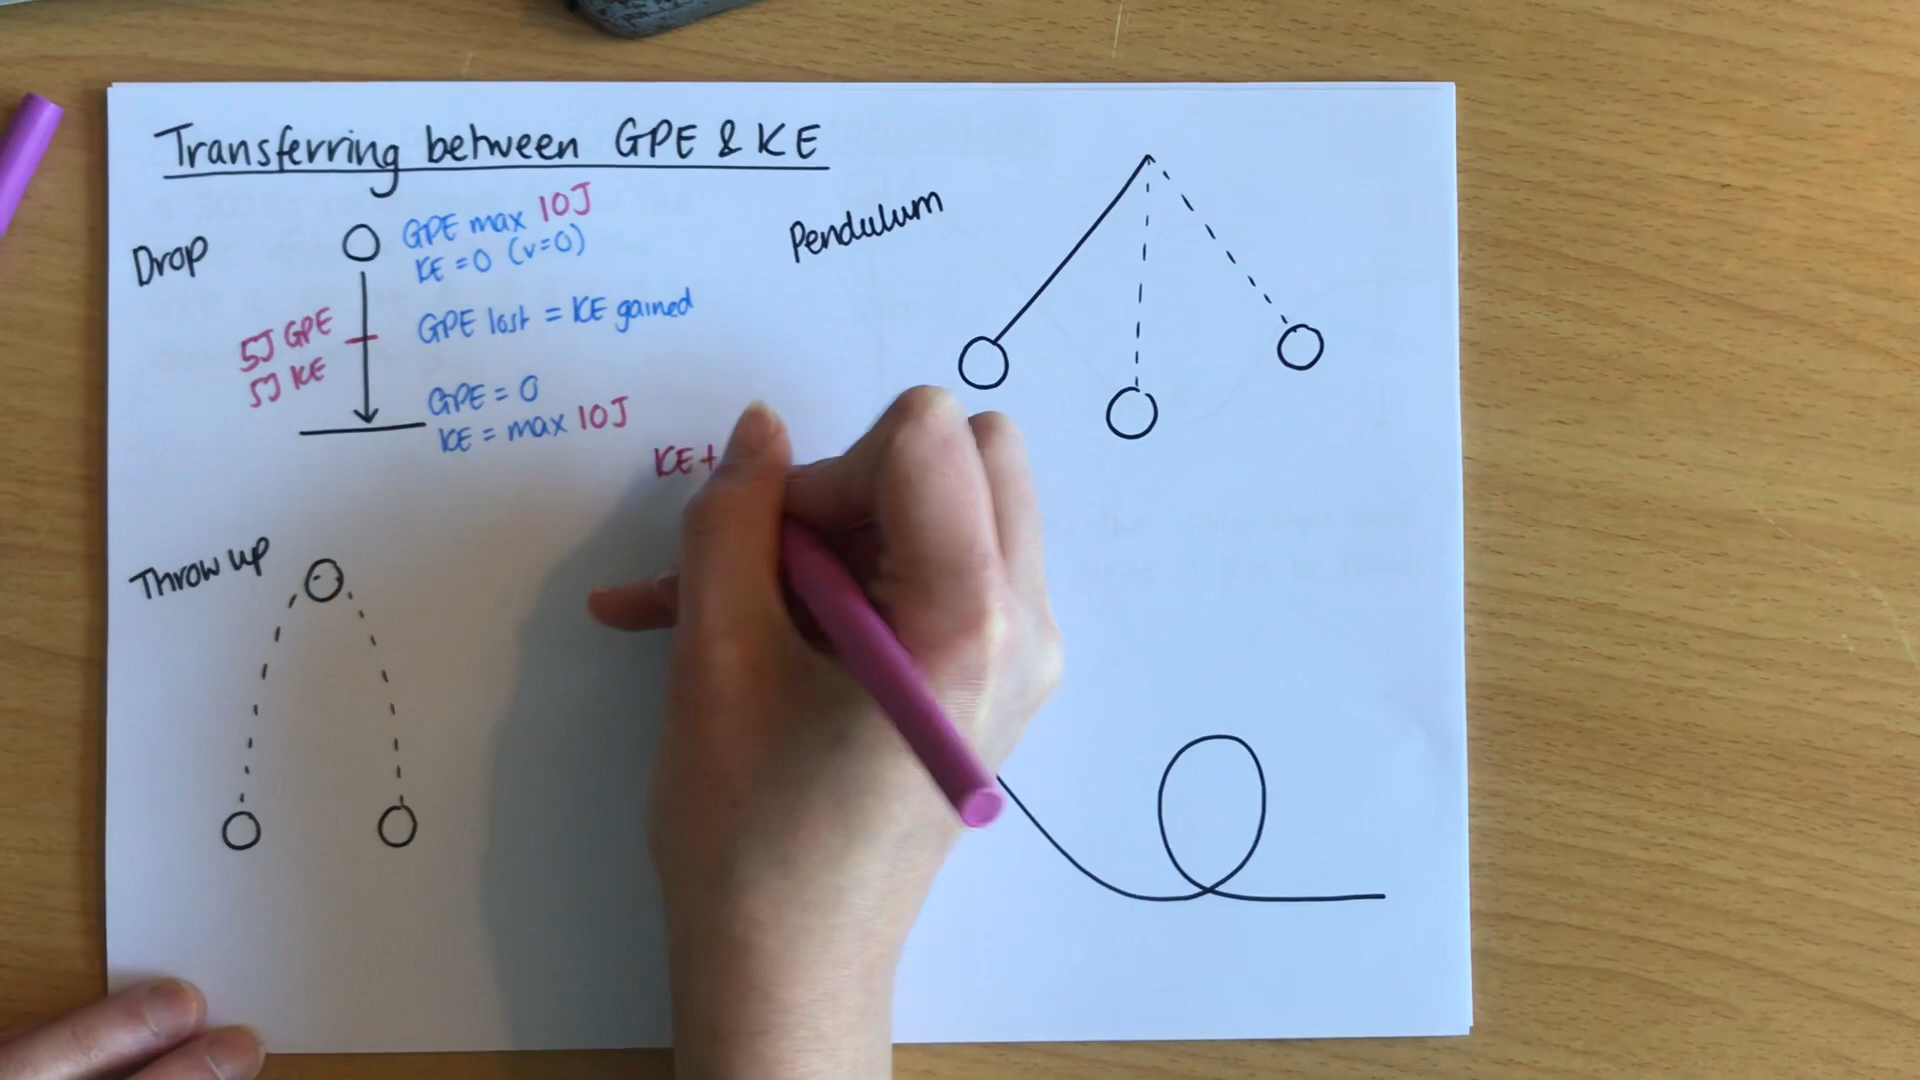 Transferring between GPE & KE
Drop
GPE max 10J
KE = 0 (v=0)
5J GPE
5J KE
GPE lost = KE gained
GPE = 0
KE = max 10J
KE +
Pendulum
Throw up